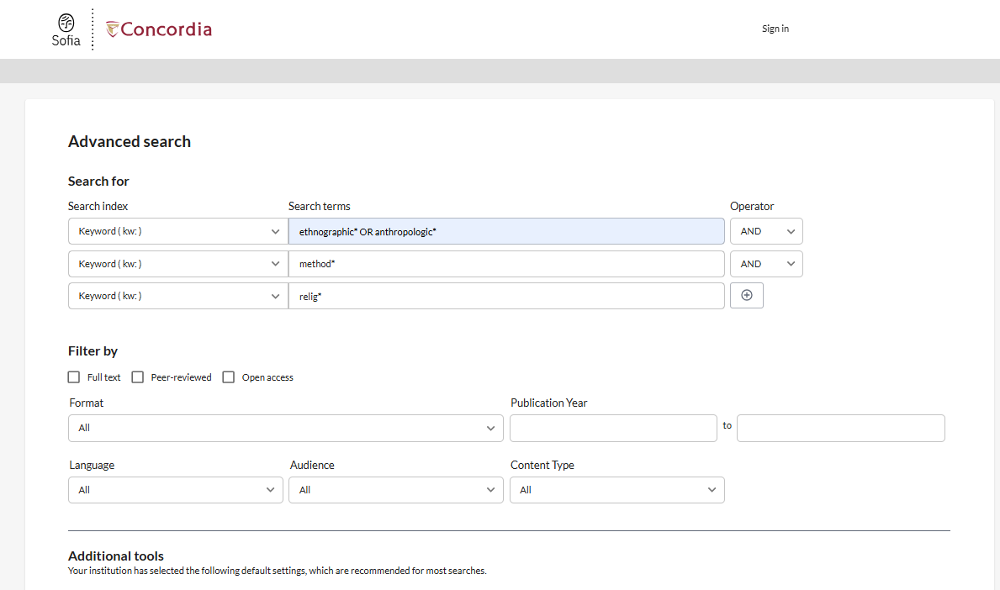 Sofia
Concordia
Sign in
Advanced search
Search for
Search index Search terms Operator
Keyword ( kw: ) ethnographic* OR anthropologic* AND
Keyword ( kw: ) method* AND
Keyword ( kw: ) relig*
Filter by
Full text Peer-reviewed Open access
Format Publication Year
All to
Language Audience Content Type
All All All
Additional tools
Your institution has selected the following default settings, which are recommended for most searches.